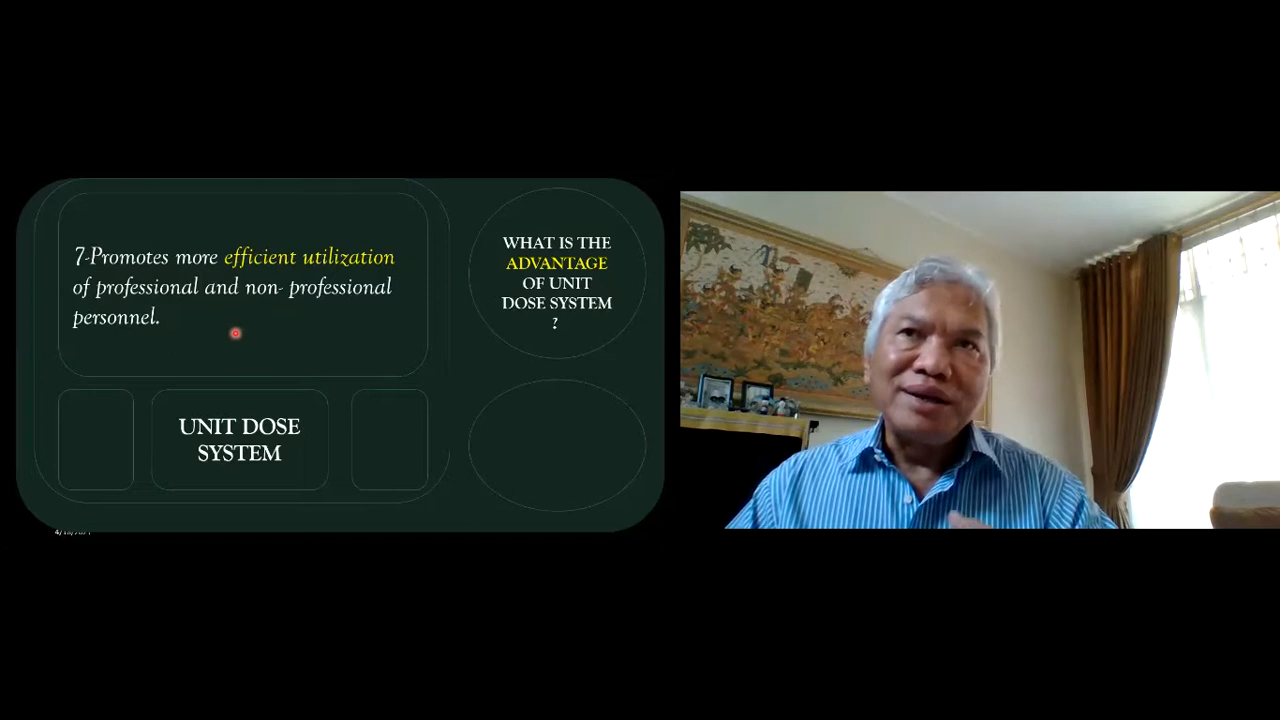 7-Promotes more efficient utilization
of professional and non- professional
personnel.
WHAT IS THE
ADVANTAGE
OF UNIT
DOSE SYSTEM
?
UNIT DOSE
SYSTEM